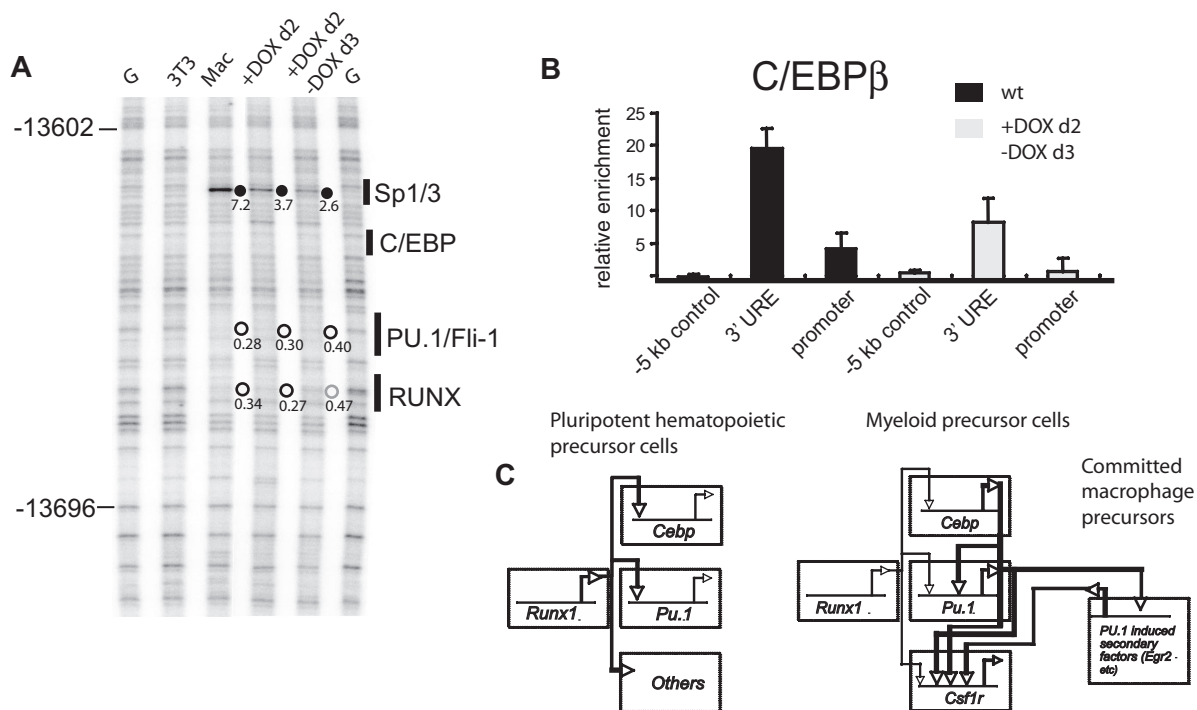 A
G
3T3
Mac
+DOX d2
+DOX d2
-DOX d3
G
-13602
-13696
7.2
3.7
2.6
0.28
0.30
0.40
0.34
0.27
0.47
Sp1/3
C/EBP
PU.1/Fli-1
RUNX
B
C/EBPβ
wt
+DOX d2
-DOX d3
relative enrichment
25
20
15
10
5
-5 kb control
3' URE
promoter
-5 kb control
3' URE
promoter
C
Pluripotent hematopoietic
precursor cells
Cebp
Runx1.
Pu..1
Others
Myeloid precursor cells
Committed
macrophage
precursors
Cebp
Runx1 .
Pu.1.
Csf1r
PU.1 induced
secondary
factors (Egr2 -
etc)